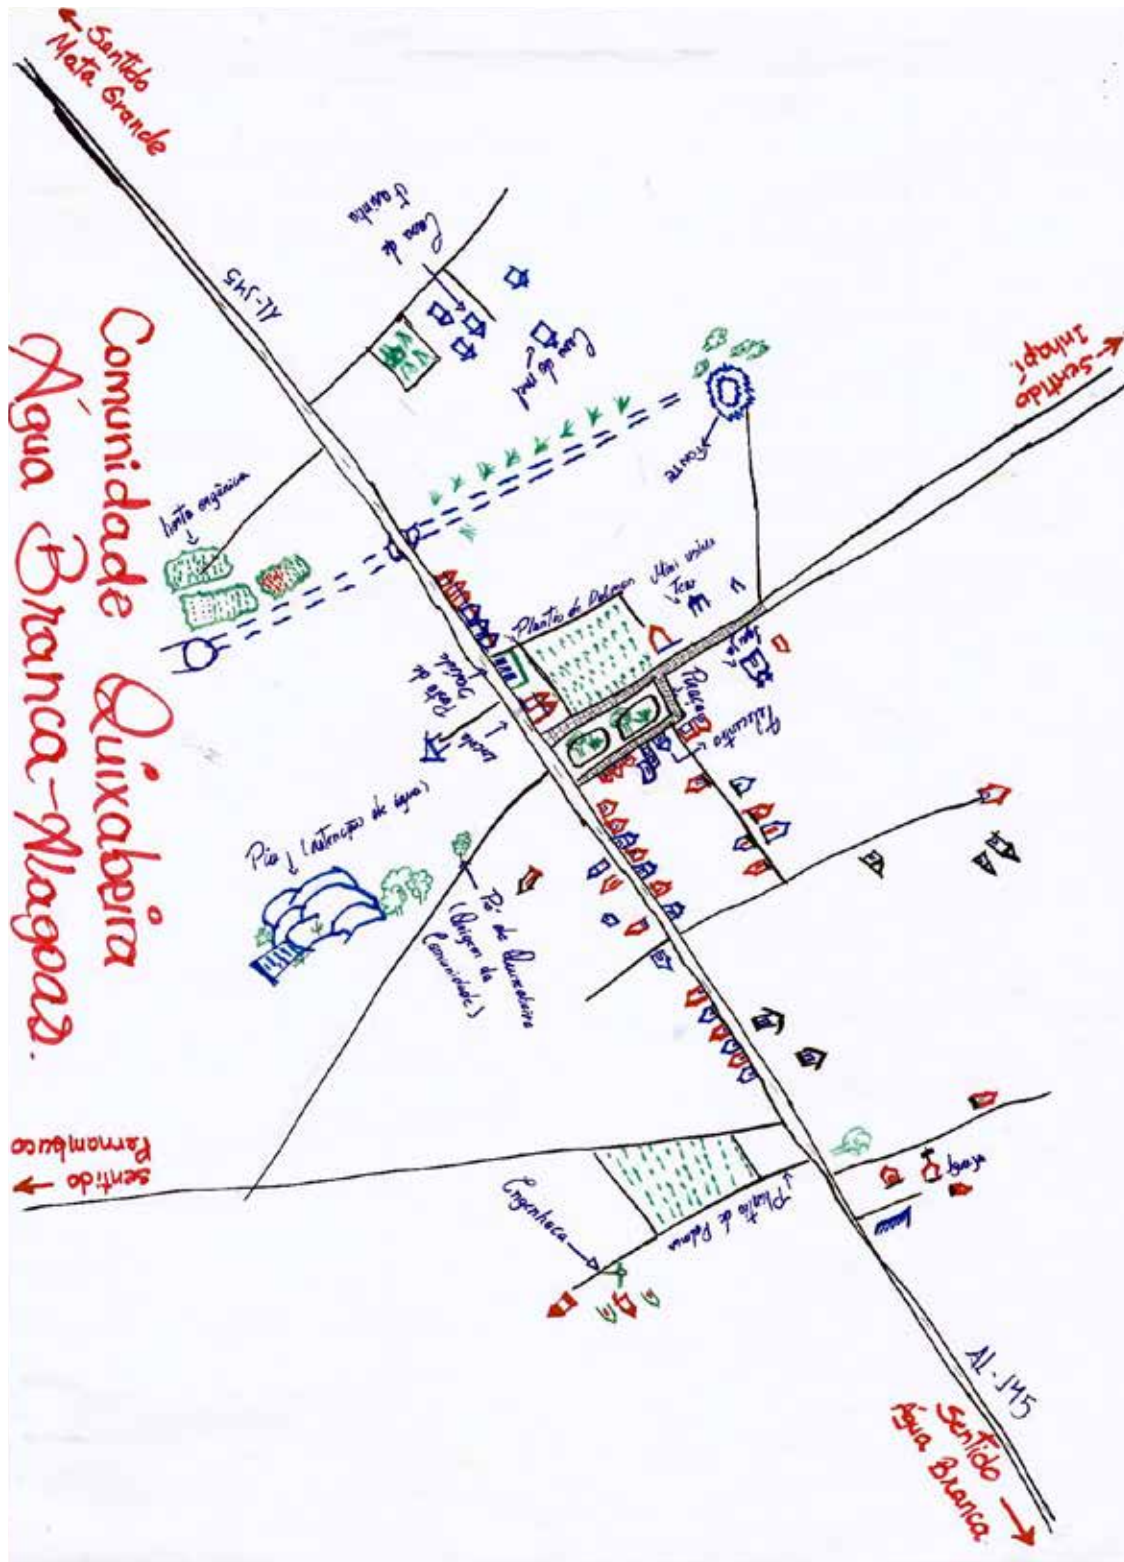 Comunidade Quixabeira
Água Branca-Alagoas.
← Sentido
Mata Grande
AL-145
Casa de
Farinha
Casa do mel
FONTE
Sentido
Inhapi.
horta orgânica
Plantio de Palmas
Mini usina
Posto de
Saúde
Escola
Igreja
Praça
Telecentro
Pia (retenção de água)
Pé de Quixabeira
(Origem da
Comunidade)
Sentido
Pernambuco
Engenhoca
Plantio de Palmas
AL-145
Sentido
Água Branca